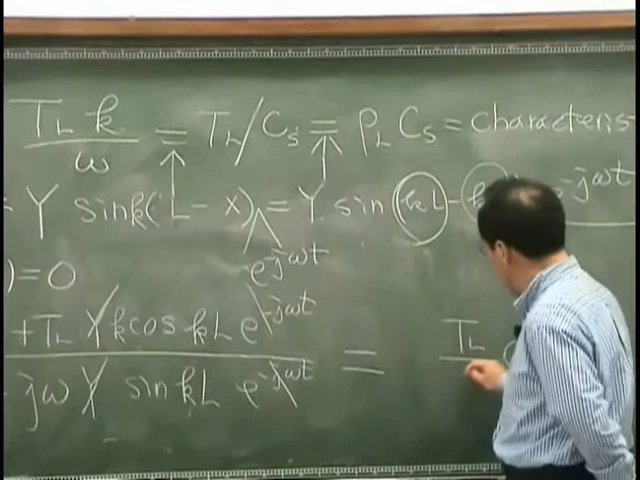 T_L k / ω = T_L / C_s = ρ_L C_s = characteris-
= Y sin k(L - x) = Y sin (kL - k e^-jωt
e^-jωt
) = 0
+T_L Y k cos kL e^-jωt
jω Y sin kL e^-jωt
= T_L